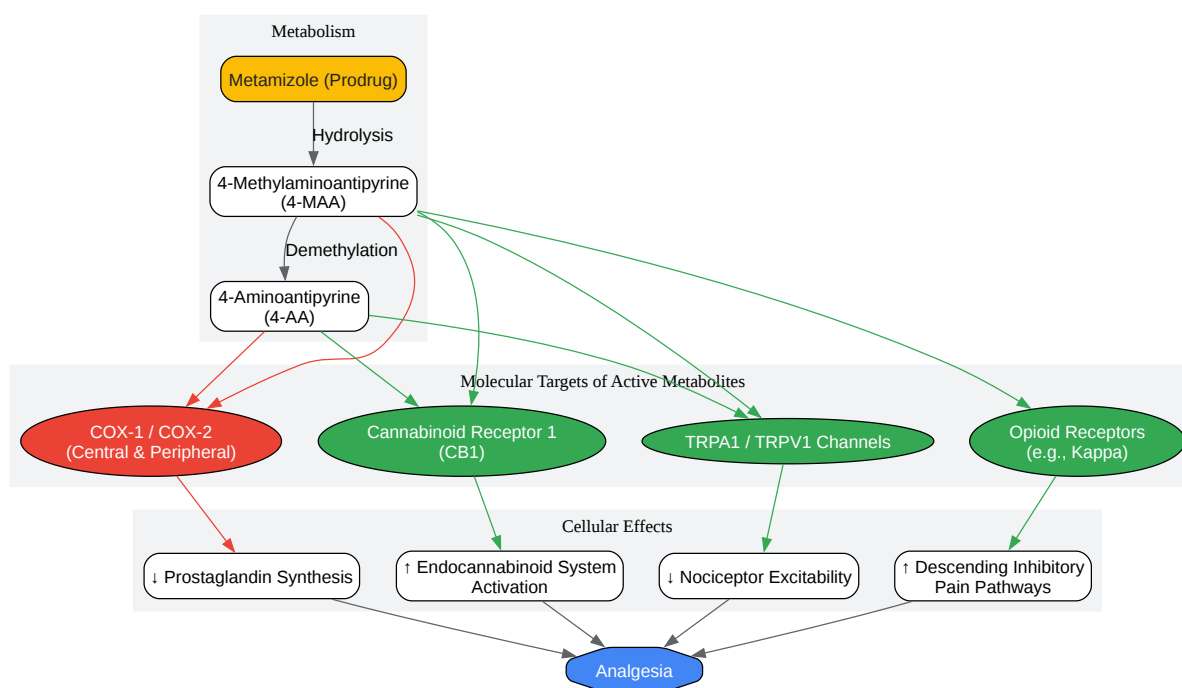 Metabolism
Metamizole (Prodrug)
Hydrolysis
4-Methylaminoantipyrine
(4-MAA)
Demethylation
4-Aminoantipyrine
(4-AA)
Molecular Targets of Active Metabolites
COX-1 / COX-2
(Central & Peripheral)
Cannabinoid Receptor 1
(CB1)
TRPA1 / TRPV1 Channels
Opioid Receptors
(e.g., Kappa)
Cellular Effects
↓ Prostaglandin Synthesis
↑ Endocannabinoid System
Activation
↓ Nociceptor Excitability
↑ Descending Inhibitory
Pain Pathways
Analgesia